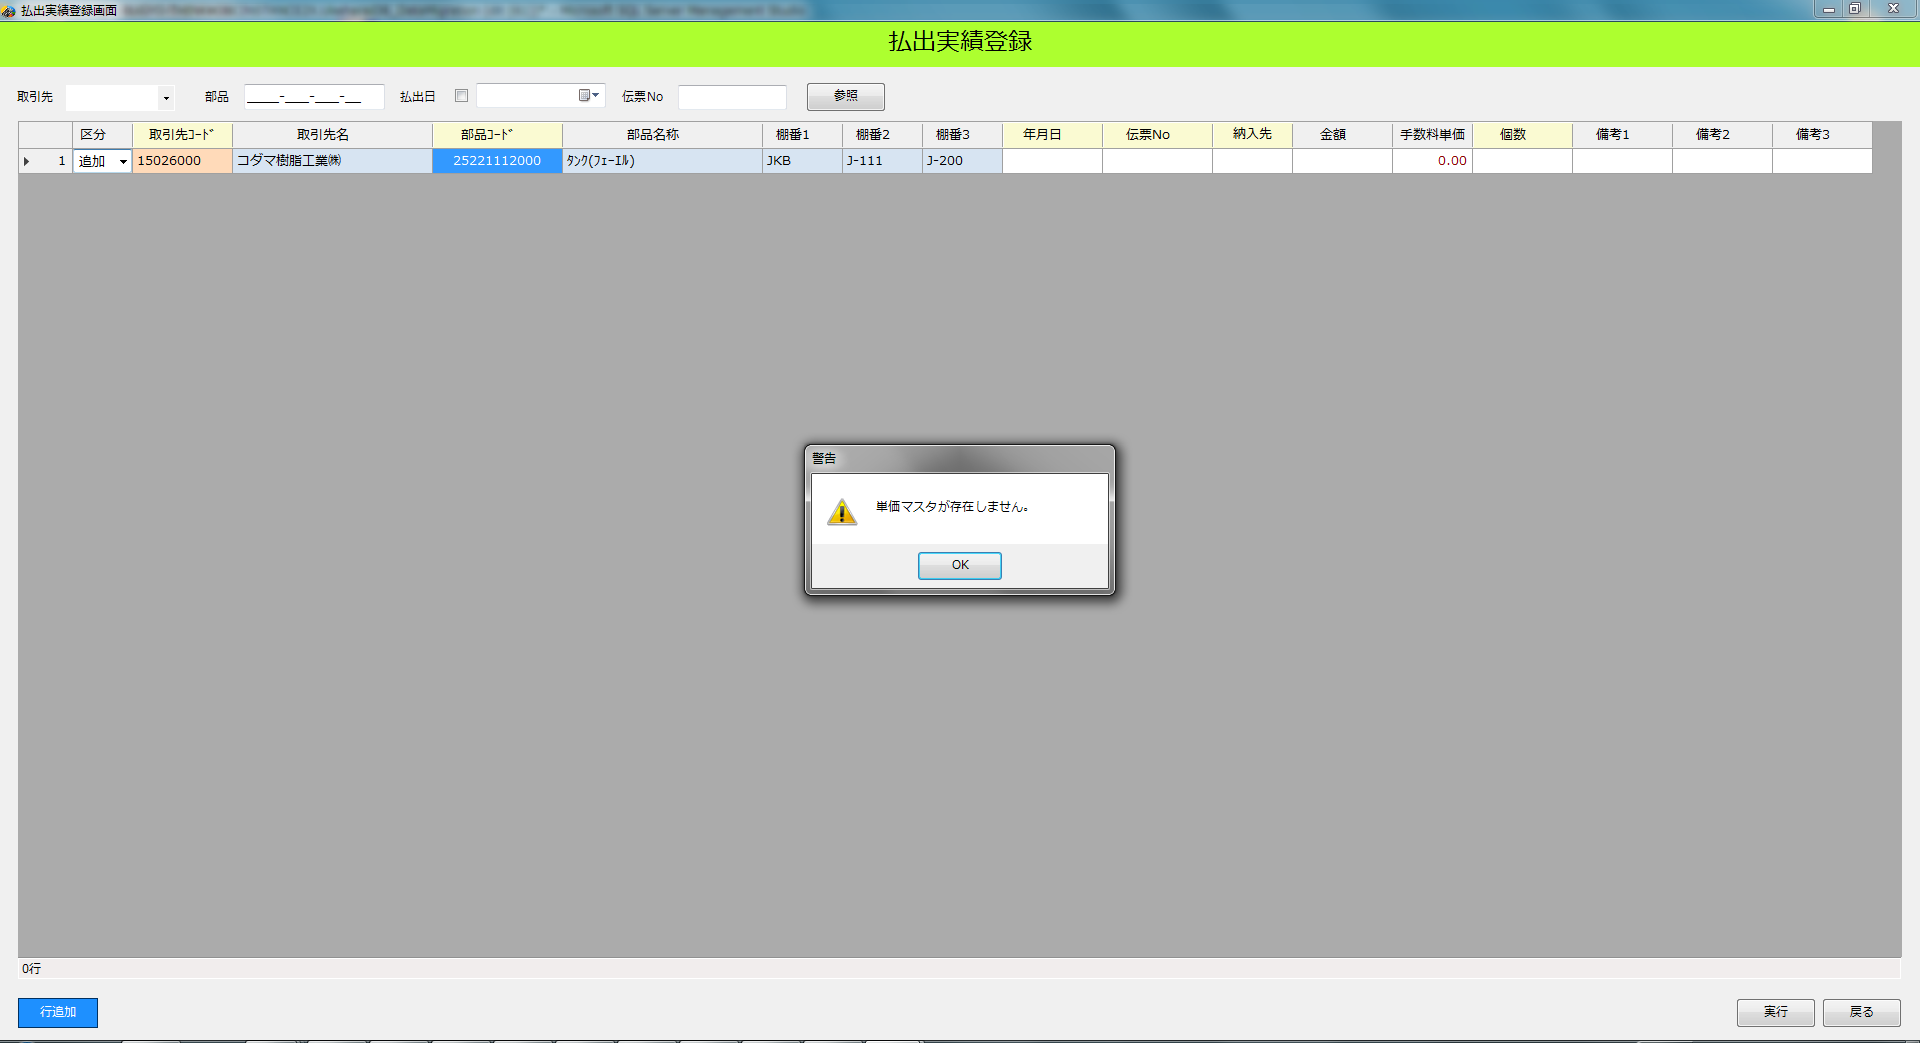 払出実績登録画面
払出実績登録
取引先 部品 ____-___-___-__ 払出日 伝票No 参照
区分 取引先ｺｰﾄﾞ 取引先名 部品ｺｰﾄﾞ 部品名称 棚番1 棚番2 棚番3 年月日 伝票No 納入先 金額 手数料単価 個数 備考1 備考2 備考3
1 追加 15026000 コダマ樹脂工業㈱ 25221112000 ﾀﾝｸ(ﾌｭｰｴﾙ) JKB J-111 J-200 0.00
警告
単価マスタが存在しません。
OK
0行
行追加 実行 戻る